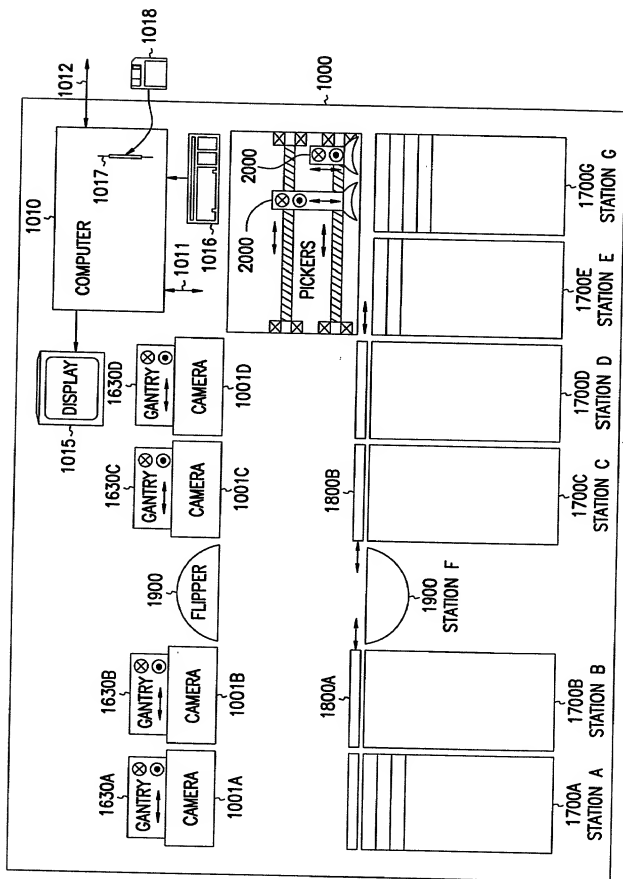 1018
1012
1000
1010
COMPUTER
1017
1016
1011
DISPLAY
1015
2000
2000
PICKERS
1630D
GANTRY
CAMERA
1001D
1630C
GANTRY
CAMERA
1001C
1900
FLIPPER
1630B
GANTRY
CAMERA
1001B
1630A
GANTRY
CAMERA
1001A
1800B
1800A
1700G
STATION G
1700E
STATION E
1700D
STATION D
1700C
STATION C
1900
STATION F
1700B
STATION B
1700A
STATION A